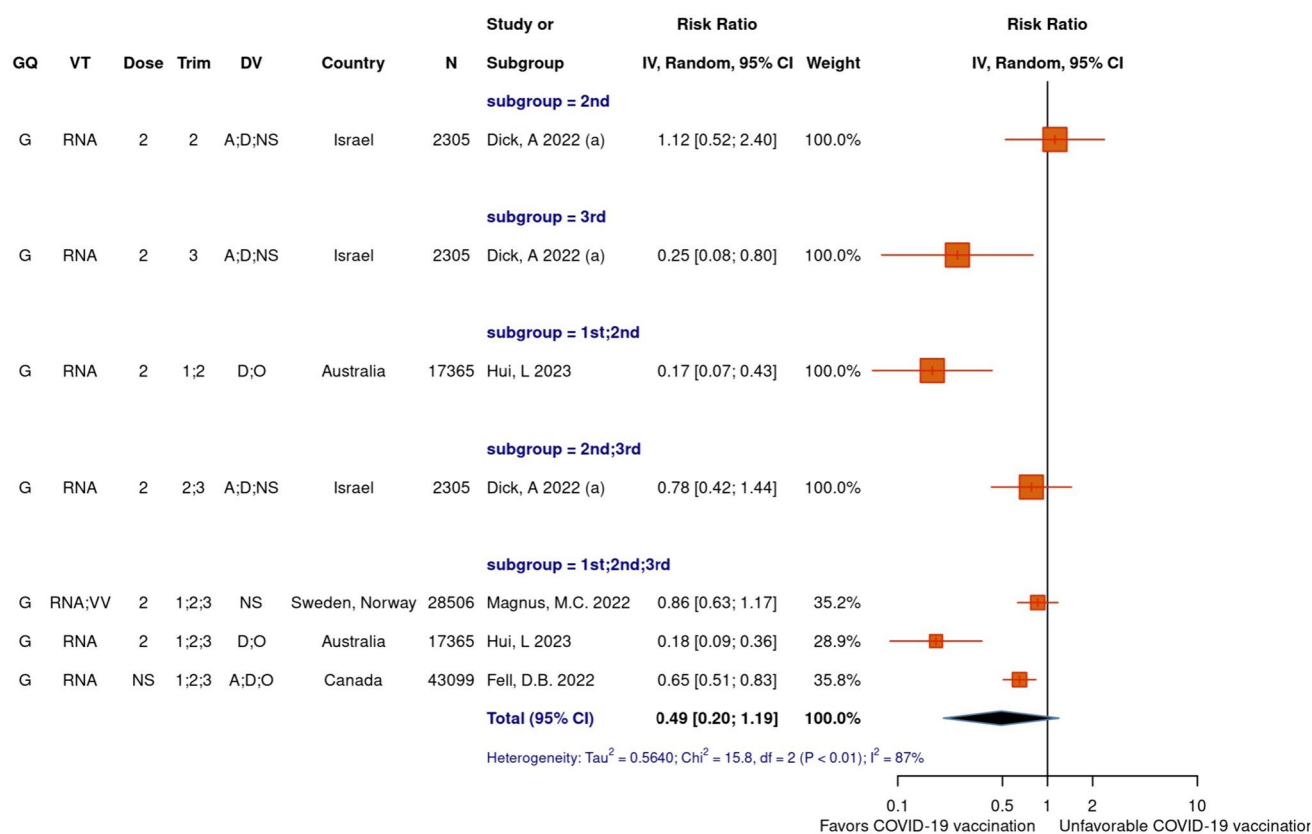 Study or Risk Ratio Risk Ratio
GQ VT Dose Trim DV Country N Subgroup IV, Random, 95% CI Weight IV, Random, 95% CI
subgroup = 2nd
G RNA 2 2 A;D;NS Israel 2305 Dick, A 2022 (a) 1.12 [0.52; 2.40] 100.0%
subgroup = 3rd
G RNA 2 3 A;D;NS Israel 2305 Dick, A 2022 (a) 0.25 [0.08; 0.80] 100.0%
subgroup = 1st;2nd
G RNA 2 1;2 D;O Australia 17365 Hui, L 2023 0.17 [0.07; 0.43] 100.0%
subgroup = 2nd;3rd
G RNA 2 2;3 A;D;NS Israel 2305 Dick, A 2022 (a) 0.78 [0.42; 1.44] 100.0%
subgroup = 1st;2nd;3rd
G RNA;VV 2 1;2;3 NS Sweden, Norway 28506 Magnus, M.C. 2022 0.86 [0.63; 1.17] 35.2%
G RNA 2 1;2;3 D;O Australia 17365 Hui, L 2023 0.18 [0.09; 0.36] 28.9%
G RNA NS 1;2;3 A;D;O Canada 43099 Fell, D.B. 2022 0.65 [0.51; 0.83] 35.8%
Total (95% CI) 0.49 [0.20; 1.19] 100.0%
Heterogeneity: Tau² = 0.5640; Chi² = 15.8, df = 2 (P < 0.01); I² = 87%
0.1 0.5 1 2 10
Favors COVID-19 vaccination Unfavorable COVID-19 vaccination